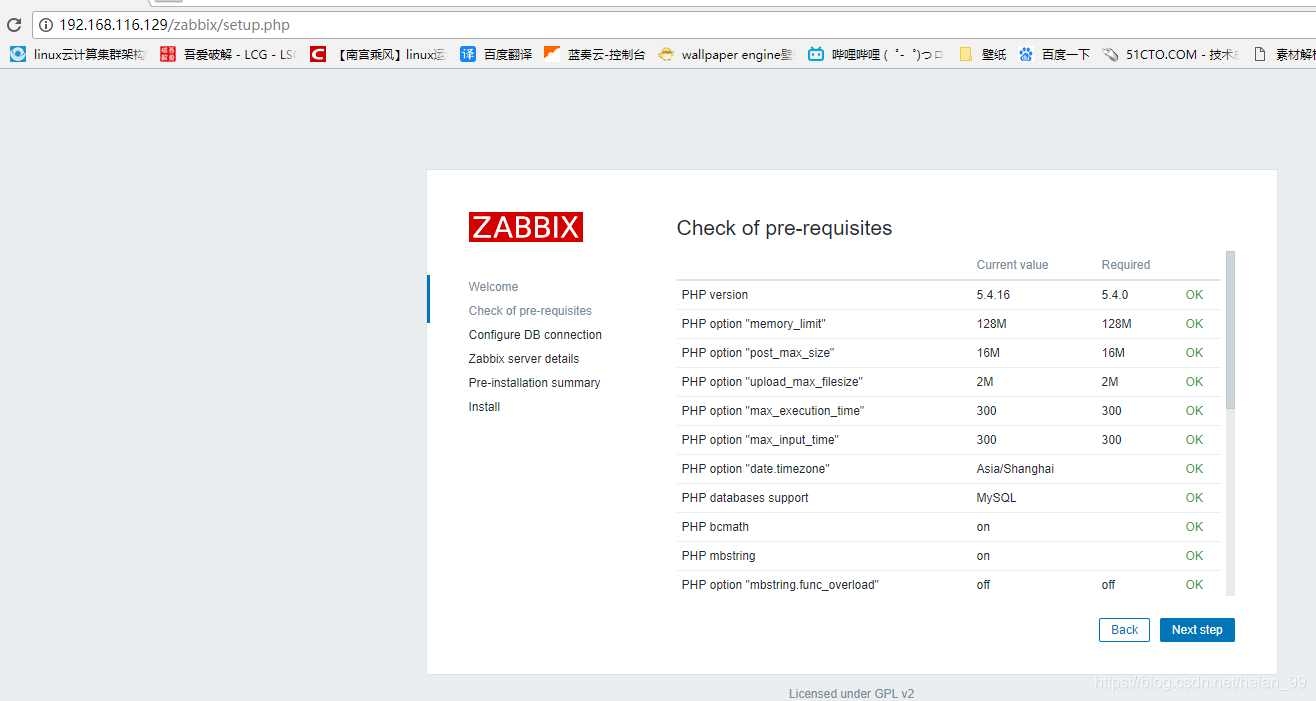 192.168.116.129/zabbix/setup.php
linux云计算集群架构 吾爱破解 - LCG - LSG 【南宫乘风】linux运 百度翻译 蓝奏云-控制台 wallpaper engine壁 哔哩哔哩 ( ゜- ゜)つロ 壁纸 百度一下 51CTO.COM - 技术 素材解析
ZABBIX
Welcome
Check of pre-requisites
Configure DB connection
Zabbix server details
Pre-installation summary
Install
Check of pre-requisites
Current value Required
PHP version 5.4.16 5.4.0 OK
PHP option "memory_limit" 128M 128M OK
PHP option "post_max_size" 16M 16M OK
PHP option "upload_max_filesize" 2M 2M OK
PHP option "max_execution_time" 300 300 OK
PHP option "max_input_time" 300 300 OK
PHP option "date.timezone" Asia/Shanghai OK
PHP databases support MySQL OK
PHP bcmath on OK
PHP mbstring on OK
PHP option "mbstring.func_overload" off off OK
Back Next step
Licensed under GPL v2
https://blog.csdn.net/heian_99